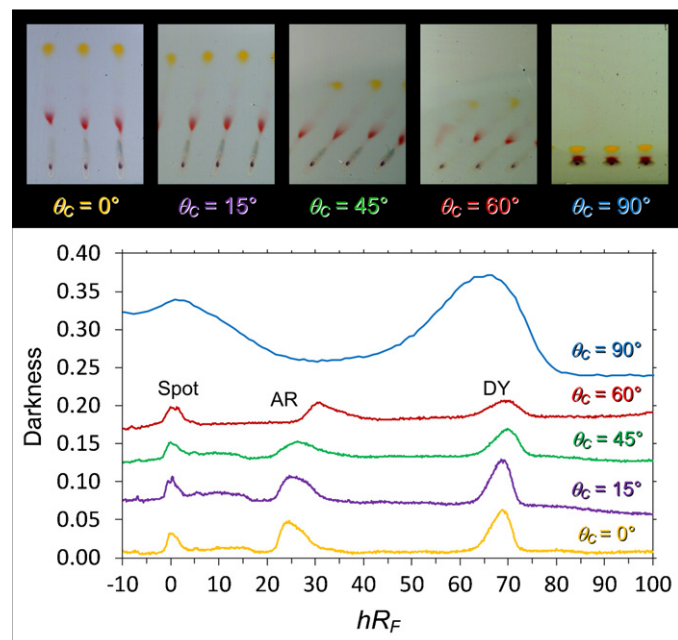 θC = 0° θC = 15° θC = 45° θC = 60° θC = 90°
0.40
0.35
0.30
0.25
0.20
0.15
0.10
0.05
0.00
Darkness
θC = 90°
Spot AR DY
θC = 60°
θC = 45°
θC = 15°
θC = 0°
-10 0 10 20 30 40 50 60 70 80 90 100
hRF